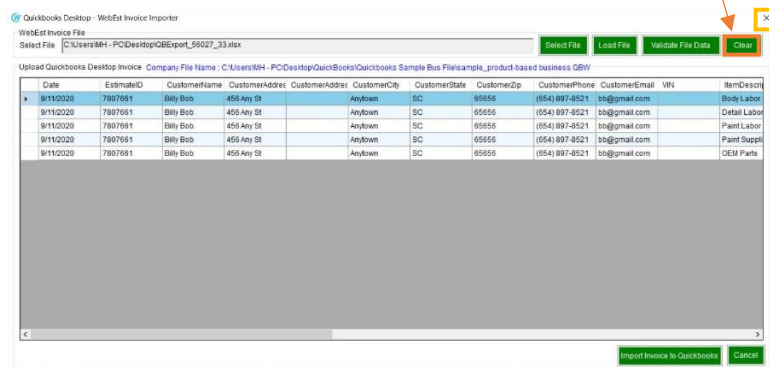 Quickbooks Desktop - WebEst Invoice Importer
WebEst Invoice File
Select File C:\Users\MH - PC\Desktop\QBExport_56027_33.xlsx Select File Load File Validate File Data Clear
Upload Quickbooks Desktop Invoice Company File Name : C:\Users\MH - PC\Desktop\QuickBooks\Quickbooks Sample Bus File\sample_product-based business.QBW
Date EstimateID CustomerName CustomerAddres CustomerAddres CustomerCity CustomerState CustomerZip CustomerPhone CustomerEmail VIN ItemDescrip
9/11/2020 7807661 Billy Bob 456 Any St Anytown SC 65656 (654) 897-8521 bb@gmail.com Body Labor
9/11/2020 7807661 Billy Bob 456 Any St Anytown SC 65656 (654) 897-8521 bb@gmail.com Detail Labor
9/11/2020 7807661 Billy Bob 456 Any St Anytown SC 65656 (654) 897-8521 bb@gmail.com Paint Labor
9/11/2020 7807661 Billy Bob 456 Any St Anytown SC 65656 (654) 897-8521 bb@gmail.com Paint Suppli
9/11/2020 7807661 Billy Bob 456 Any St Anytown SC 65656 (654) 897-8521 bb@gmail.com OEM Parts
Import Invoice to Quickbooks Cancel